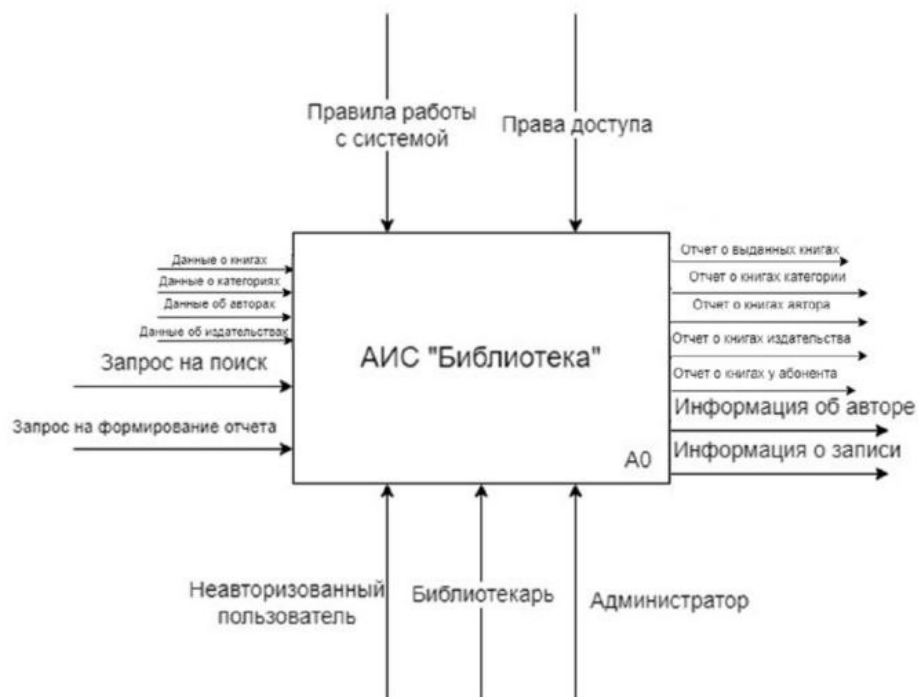 Правила работы
с системой
Права доступа
Данные о книгах
Данные о категориях
Данные об авторах
Данные об издательствах
Запрос на поиск
Запрос на формирование отчета
АИС "Библиотека"
A0
Отчет о выданных книгах
Отчет о книгах категории
Отчет о книгах автора
Отчет о книгах издательства
Отчет о книгах у абонента
Информация об авторе
Информация о записи
Неавторизованный
пользователь
Библиотекарь
Администратор